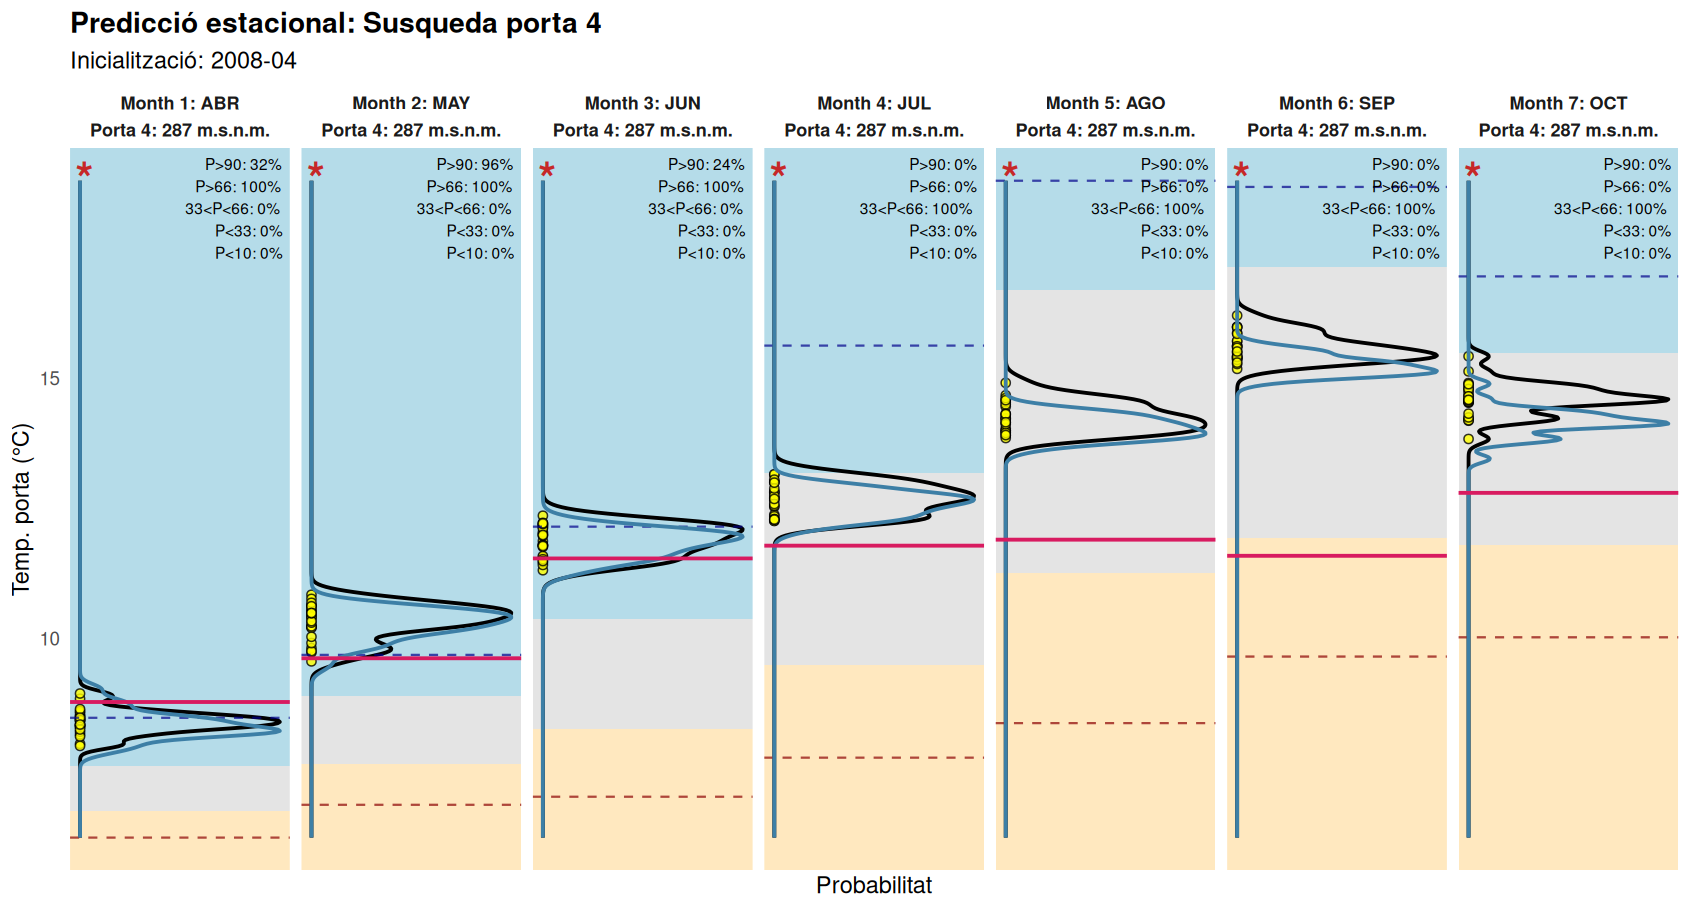 Predicció estacional: Susqueda porta 4
Inicialització: 2008-04
Month 1: ABR
Porta 4: 287 m.s.n.m.
Month 2: MAY
Porta 4: 287 m.s.n.m.
Month 3: JUN
Porta 4: 287 m.s.n.m.
Month 4: JUL
Porta 4: 287 m.s.n.m.
Month 5: AGO
Porta 4: 287 m.s.n.m.
Month 6: SEP
Porta 4: 287 m.s.n.m.
Month 7: OCT
Porta 4: 287 m.s.n.m.
*
P>90: 32%
P>66: 100%
33<P<66: 0%
P<33: 0%
P<10: 0%
*
P>90: 96%
P>66: 100%
33<P<66: 0%
P<33: 0%
P<10: 0%
*
P>90: 24%
P>66: 100%
33<P<66: 0%
P<33: 0%
P<10: 0%
*
P>90: 0%
P>66: 0%
33<P<66: 100%
P<33: 0%
P<10: 0%
*
P>90: 0%
P>66: 0%
33<P<66: 100%
P<33: 0%
P<10: 0%
*
P>90: 0%
P>66: 0%
33<P<66: 100%
P<33: 0%
P<10: 0%
*
P>90: 0%
P>66: 0%
33<P<66: 100%
P<33: 0%
P<10: 0%
15
10
Temp. porta (°C)
Probabilitat